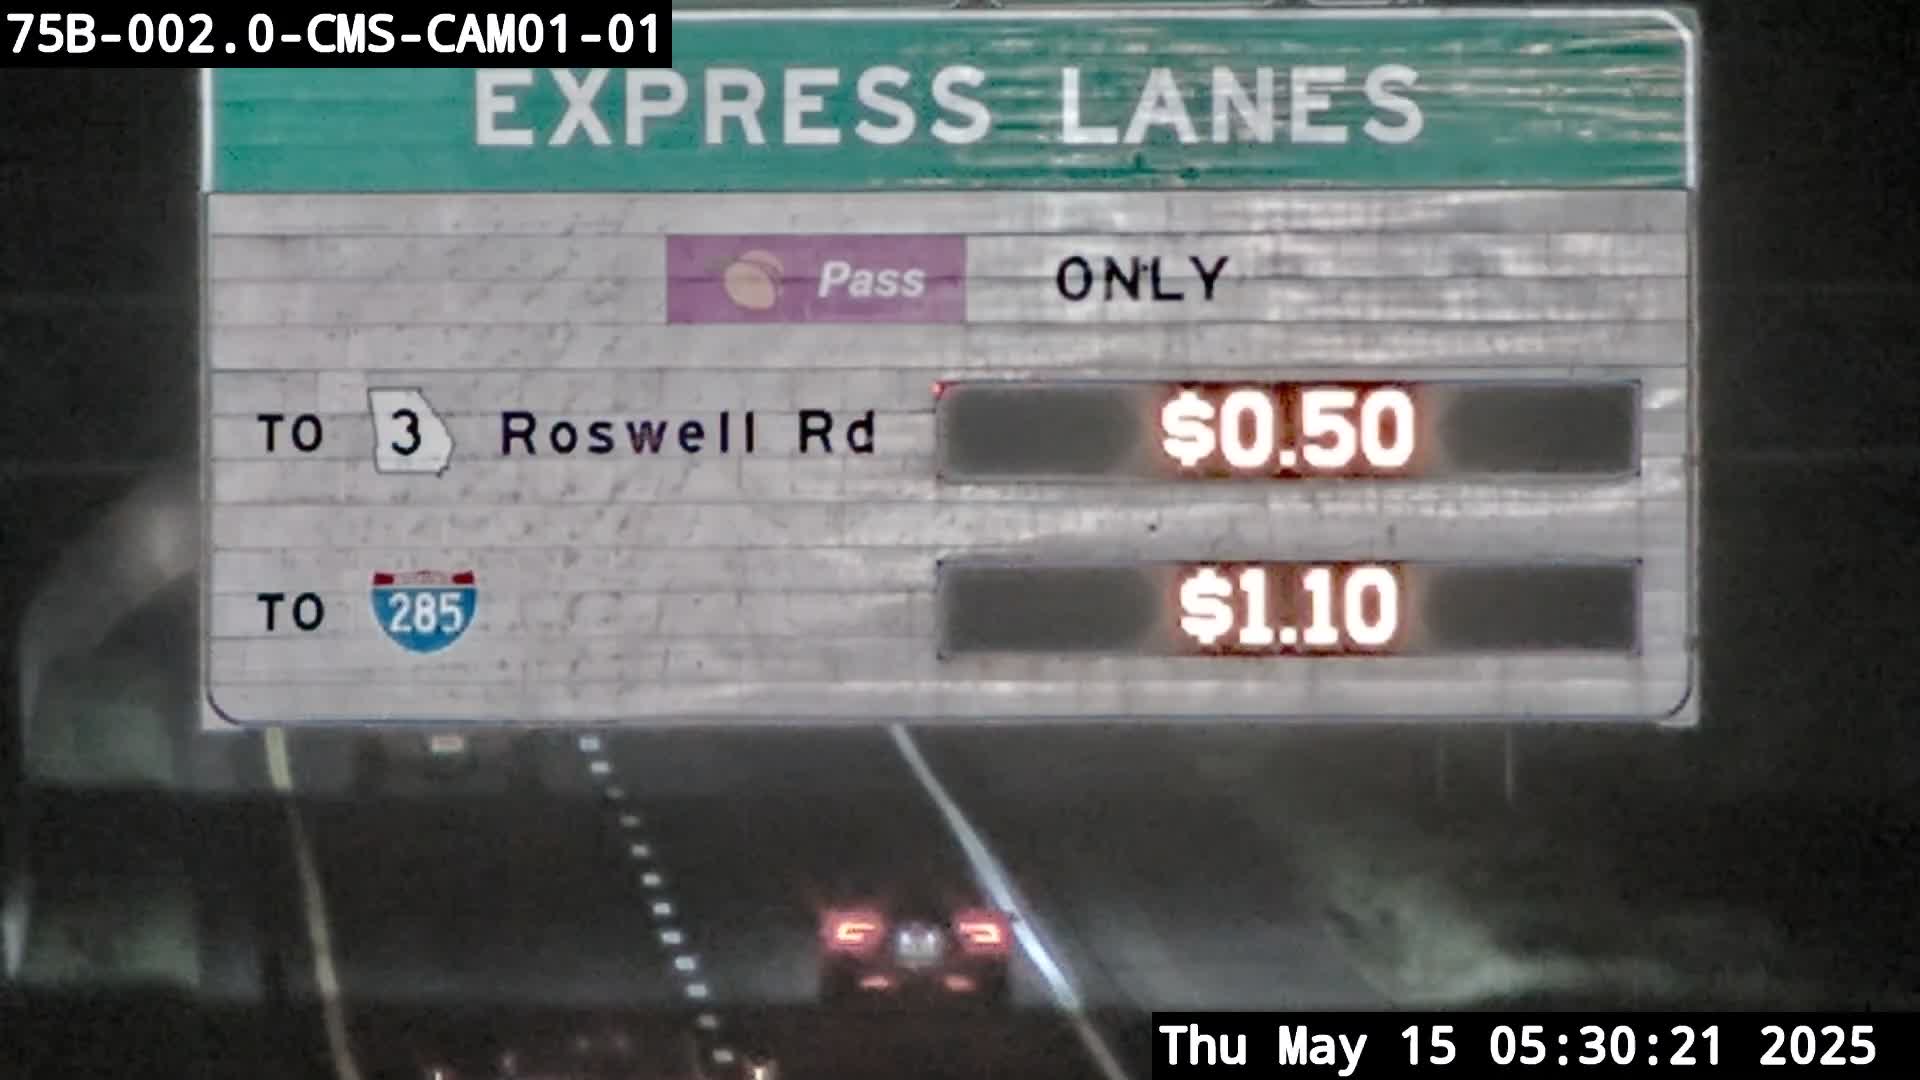 75B-002.0-CMS-CAM01-01
EXPRESS LANES
Pass ONLY
TO 3 Roswell Rd $0.50
TO 285 $1.10
Thu May 15 05:30:21 2025